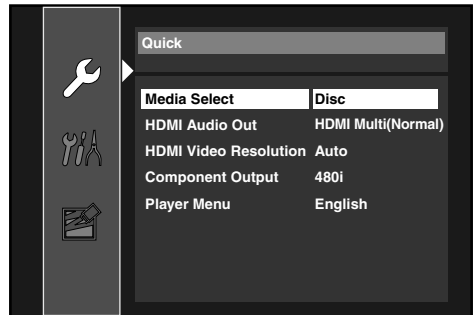 Quick
Media Select Disc
HDMI Audio Out HDMI Multi(Normal)
HDMI Video Resolution Auto
Component Output 480i
Player Menu English